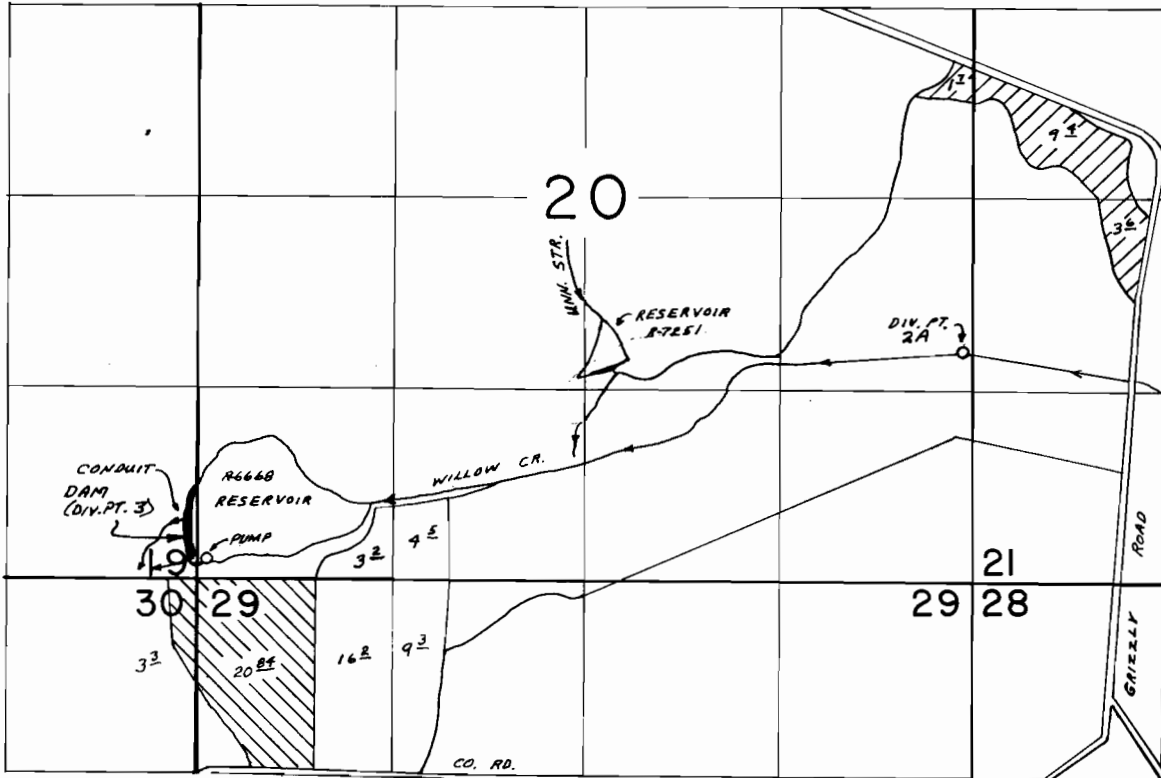 1 7
9 4
20
3 6
UNN. STR.
RESERVOIR
R-7251
DIV. PT.
2A
CONDUIT
DAM
(DIV. PT. 3)
R6668
RESERVOIR
WILLOW CR.
PUMP
3 2
4 5
19
21
30
29
29
28
ROAD
GRIZZLY
3 3
20 84
16 2
9 3
CO. RD.